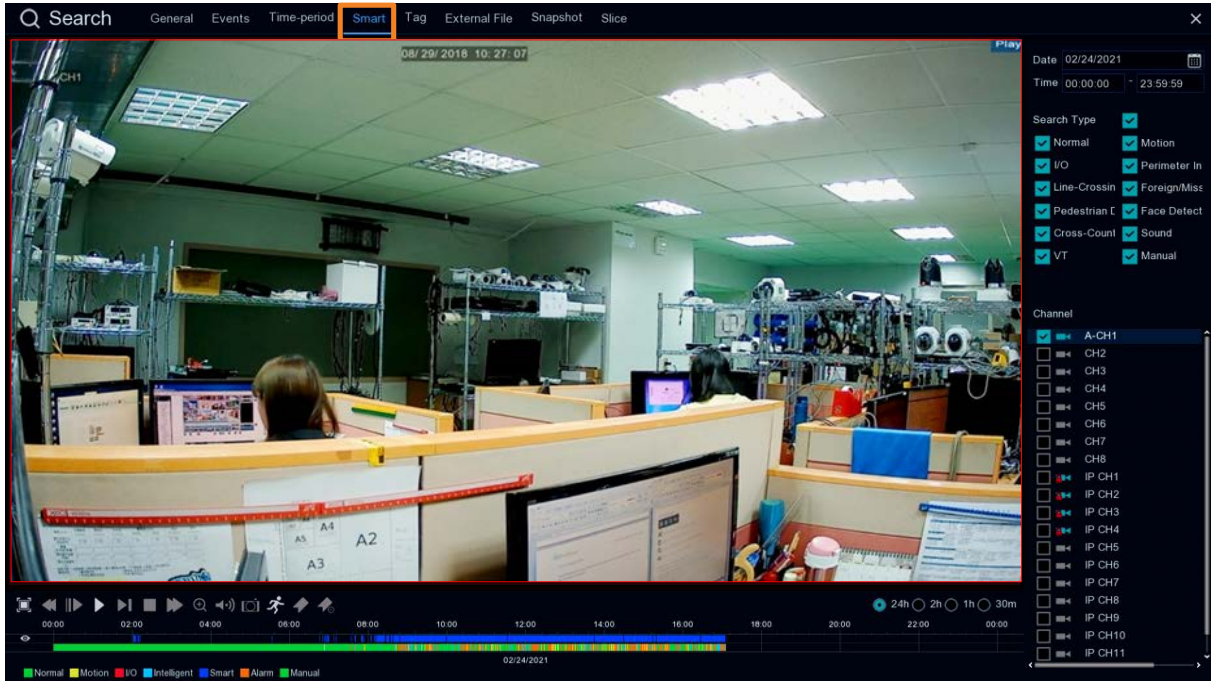 Search General Events Time-period Smart Tag External File Snapshot Slice
08/ 29/ 2018 10: 27: 07
Play
CH1
Date 02/24/2021
Time 00:00:00 - 23:59:59
Search Type
Normal Motion
I/O Perimeter In
Line-Crossin Foreign/Miss
Pedestrian D Face Detect
Cross-Count Sound
VT Manual
Channel
A-CH1
CH2
CH3
CH4
CH5
CH6
CH7
CH8
IP CH1
IP CH2
IP CH3
IP CH4
IP CH5
IP CH6
IP CH7
IP CH8
IP CH9
IP CH10
IP CH11
A4
A5
A2
A3
24h 2h 1h 30m
00:00 02:00 04:00 06:00 08:00 10:00 12:00 14:00 16:00 18:00 20:00 22:00 00:00
02/24/2021
Normal Motion I/O Intelligent Smart Alarm Manual